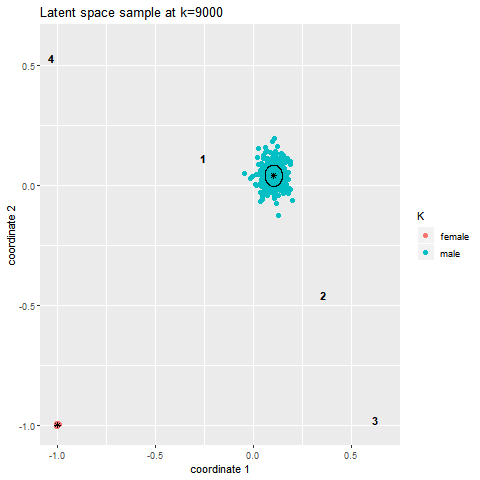 Latent space sample at k=9000
coordinate 2
0.5
0.0
-0.5
-1.0
4
1
2
3
-1.0
-0.5
0.0
0.5
coordinate 1
K
female
male